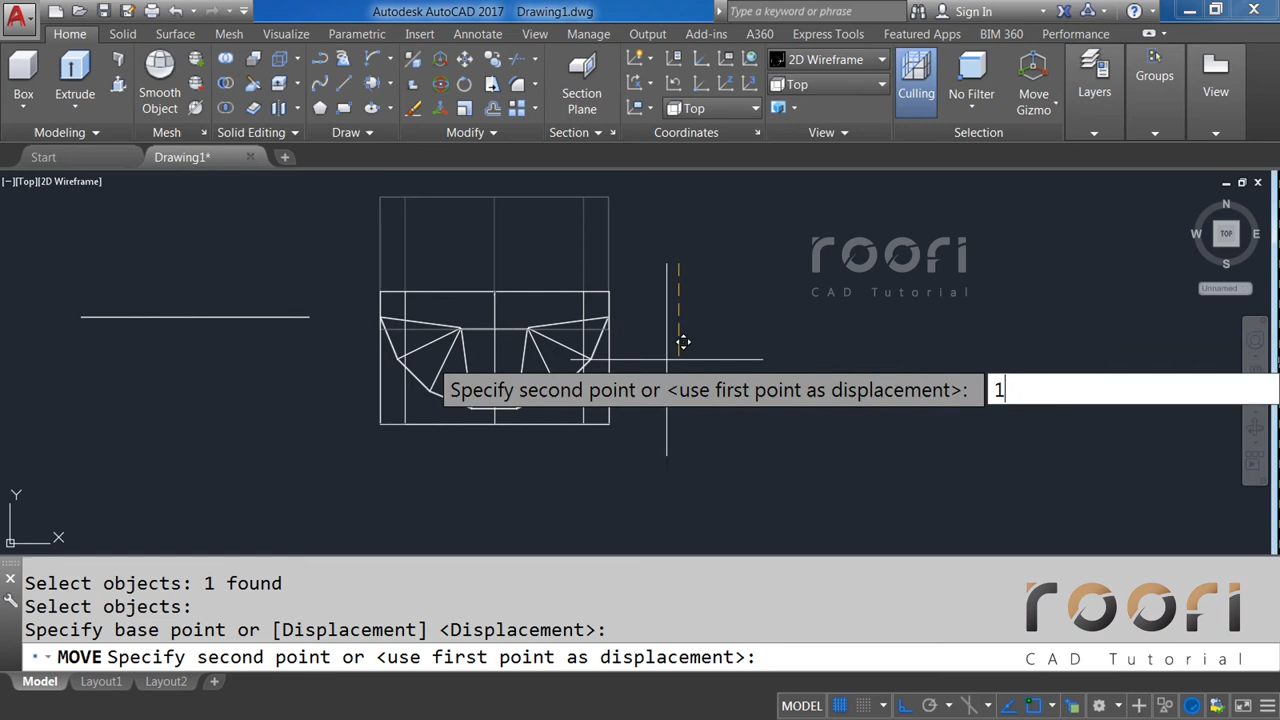 Autodesk AutoCAD 2017 Drawing1.dwg
Type a keyword or phrase
Sign In
Home Solid Surface Mesh Visualize Parametric Insert Annotate View Manage Output Add-ins A360 Express Tools Featured Apps BIM 360 Performance
Box
Extrude
Smooth
Object
Section
Plane
2D Wireframe
Top
Top
Culling
No Filter
Move
Gizmo
Layers
Groups
View
Modeling
Mesh
Solid Editing
Draw
Modify
Section
Coordinates
View
Selection
Start
Drawing1*
[−][Top][2D Wireframe]
roofi
CAD Tutorial
N
W
TOP
E
S
Unnamed
Specify second point or <use first point as displacement>: 1
Y
X
Select objects: 1 found
Select objects:
Specify base point or [Displacement] <Displacement>:
MOVE Specify second point or <use first point as displacement>:
roofi
CAD Tutorial
Model Layout1 Layout2
MODEL